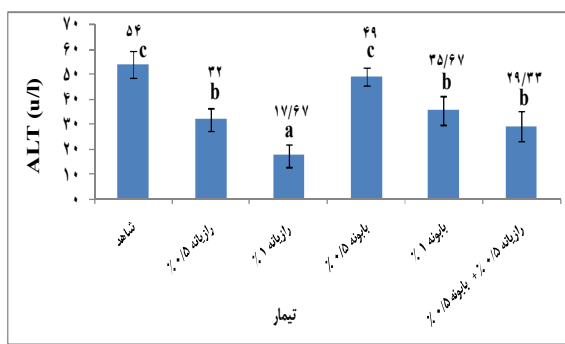 ALT (u/l)
۷۰
۶۰
۵۰
۴۰
۳۰
۲۰
۱۰
۰
۵۴
c
۳۲
b
۱۷/۶۷
a
۴۹
c
۳۵/۶۷
b
۲۹/۳۳
b
شاهد
رازیانه ۰/۵ %
رازیانه ۱ %
بابونه ۰/۵ %
بابونه ۱ %
رازیانه ۰/۵ % + بابونه ۰/۵ %
تیمار